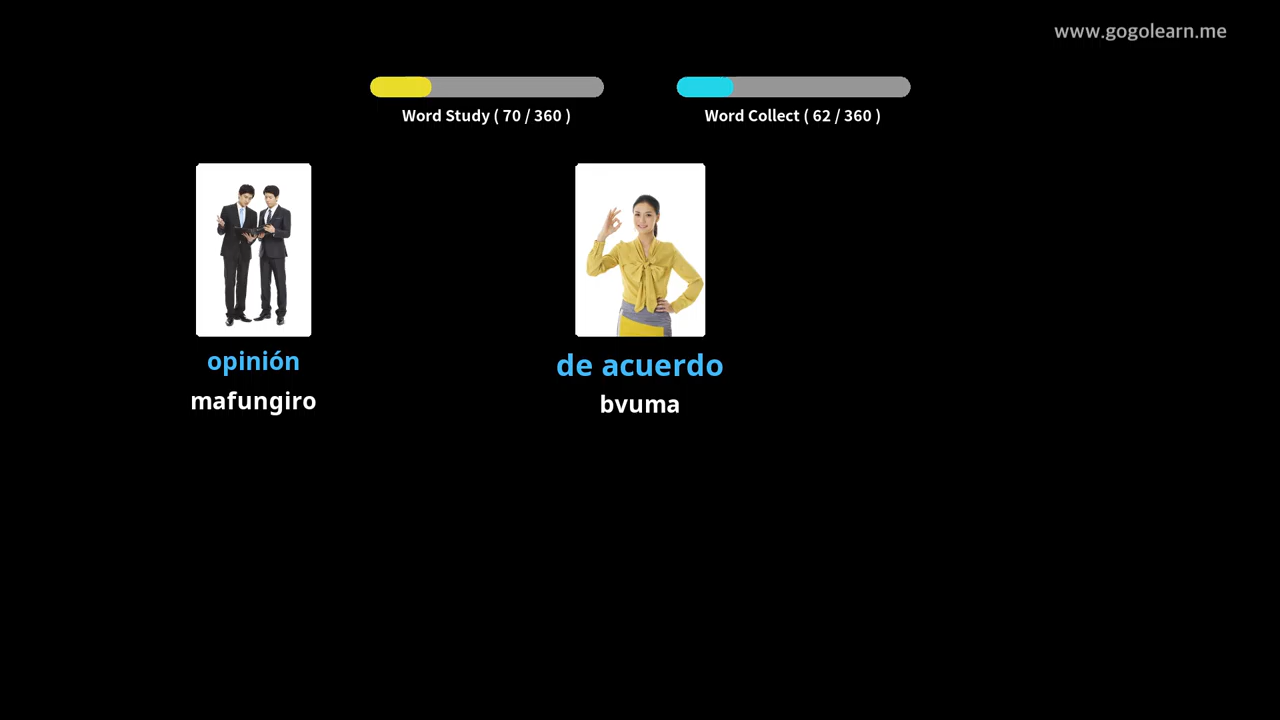 www.gogolearn.me
Word Study ( 70 / 360 )
Word Collect ( 62 / 360 )
opinión
de acuerdo
mafungiro
bvuma